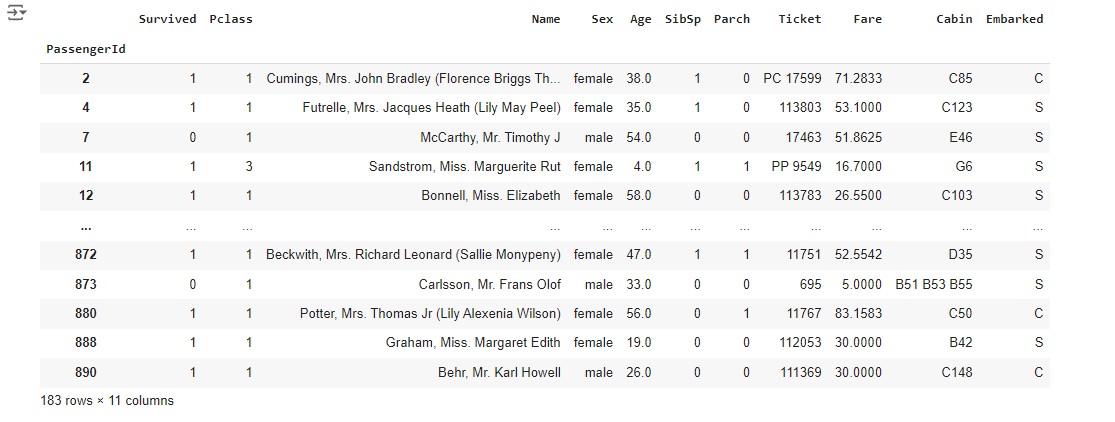 Survived Pclass Name Sex Age SibSp Parch Ticket Fare Cabin Embarked
PassengerId
2 1 1 Cumings, Mrs. John Bradley (Florence Briggs Th... female 38.0 1 0 PC 17599 71.2833 C85 C
4 1 1 Futrelle, Mrs. Jacques Heath (Lily May Peel) female 35.0 1 0 113803 53.1000 C123 S
7 0 1 McCarthy, Mr. Timothy J male 54.0 0 0 17463 51.8625 E46 S
11 1 3 Sandstrom, Miss. Marguerite Rut female 4.0 1 1 PP 9549 16.7000 G6 S
12 1 1 Bonnell, Miss. Elizabeth female 58.0 0 0 113783 26.5500 C103 S
... ... ... ... ... ... ... ... ... ... ... ...
872 1 1 Beckwith, Mrs. Richard Leonard (Sallie Monypeny) female 47.0 1 1 11751 52.5542 D35 S
873 0 1 Carlsson, Mr. Frans Olof male 33.0 0 0 695 5.0000 B51 B53 B55 S
880 1 1 Potter, Mrs. Thomas Jr (Lily Alexenia Wilson) female 56.0 0 1 11767 83.1583 C50 C
888 1 1 Graham, Miss. Margaret Edith female 19.0 0 0 112053 30.0000 B42 S
890 1 1 Behr, Mr. Karl Howell male 26.0 0 0 111369 30.0000 C148 C
183 rows × 11 columns